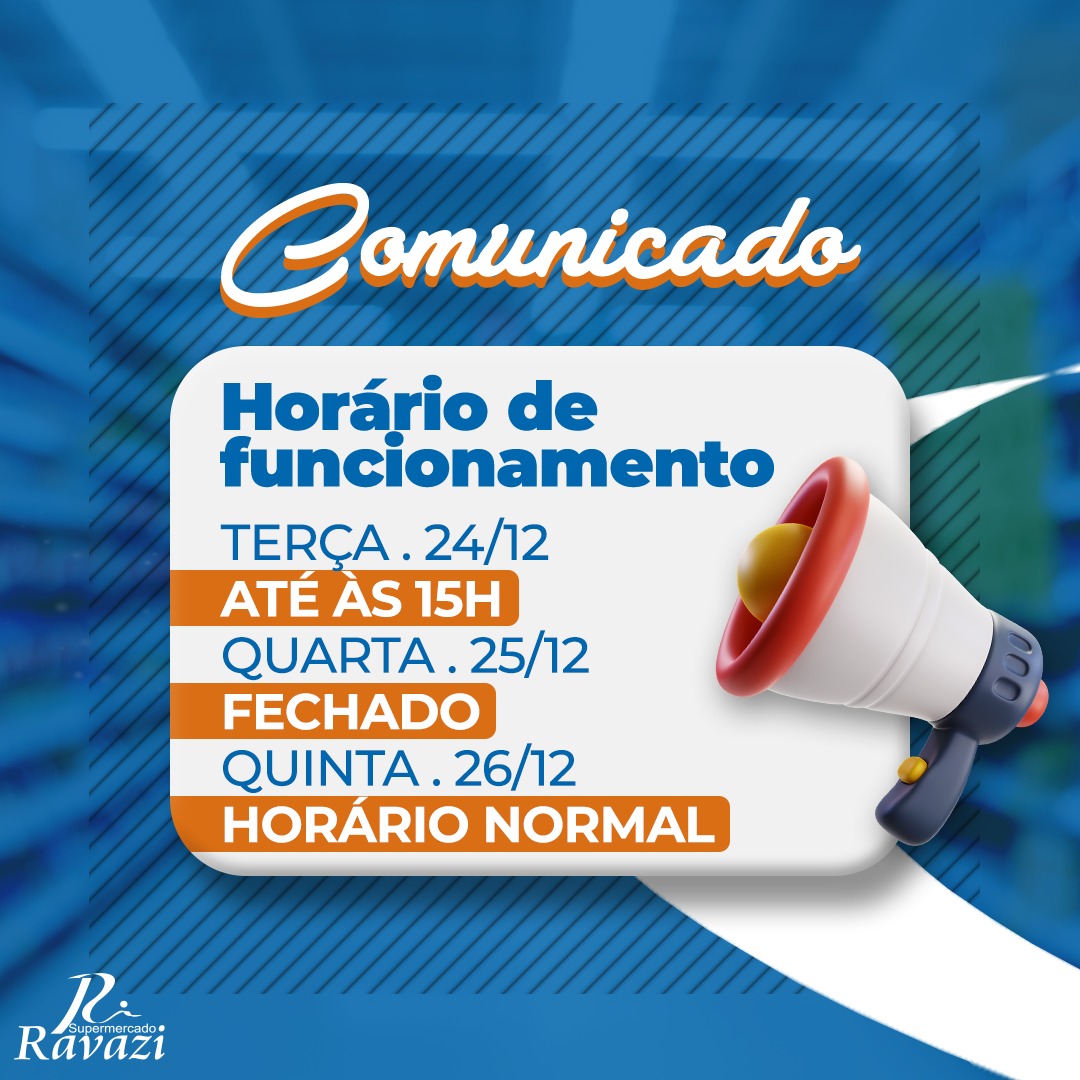 Comunicado
Horário de
funcionamento
TERÇA . 24/12
ATÉ ÀS 15H
QUARTA . 25/12
FECHADO
QUINTA . 26/12
HORÁRIO NORMAL
R
Supermercado
Ravazi